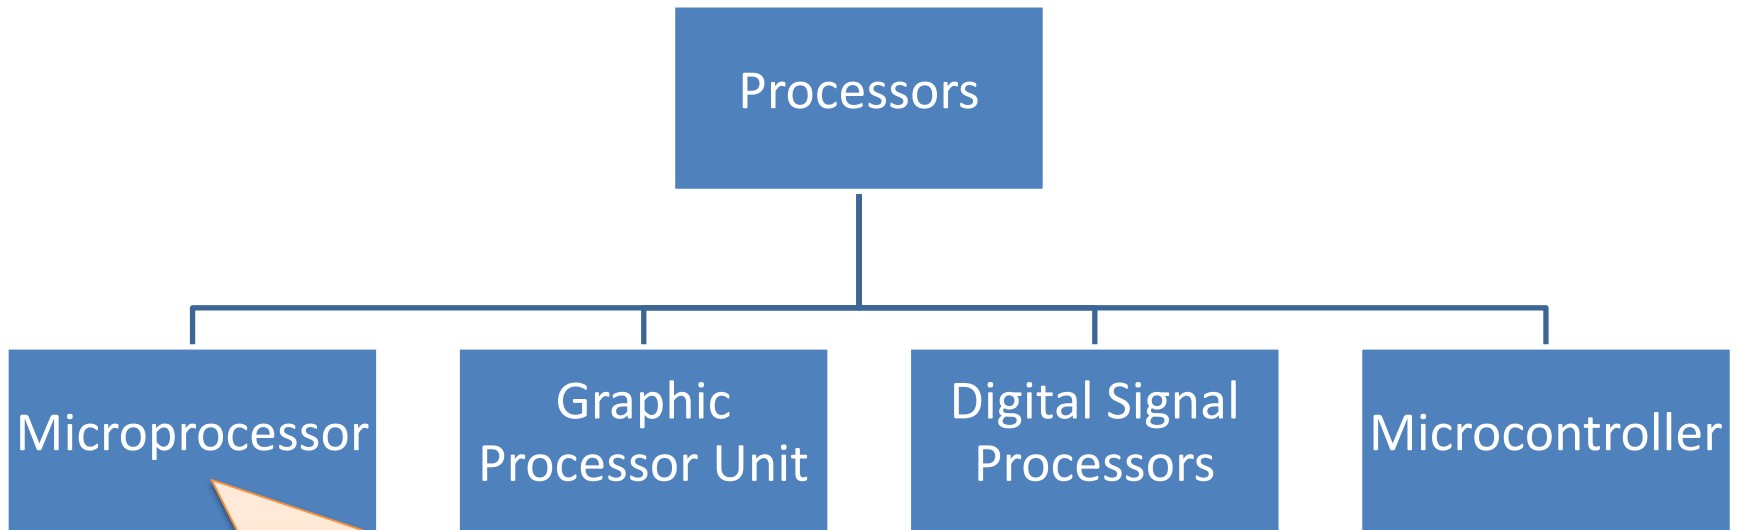 Processors
Microprocessor
Graphic
Processor Unit
Digital Signal
Processors
Microcontroller